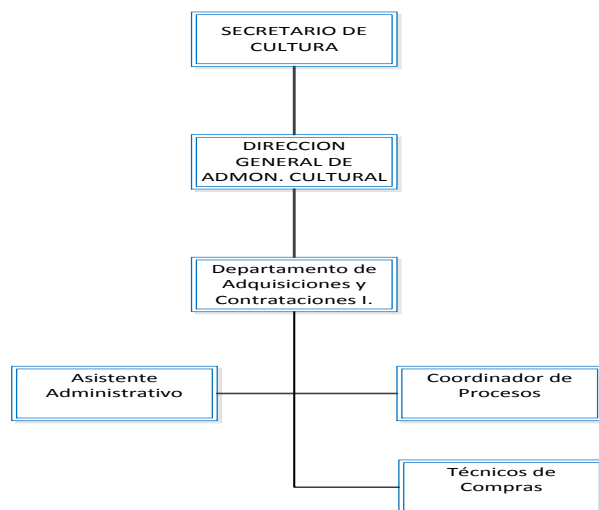 SECRETARIO DE
CULTURA
DIRECCION
GENERAL DE
ADMON. CULTURAL
Departamento de
Adquisiciones y
Contrataciones I.
Asistente
Administrativo
Coordinador de
Procesos
Técnicos de
Compras